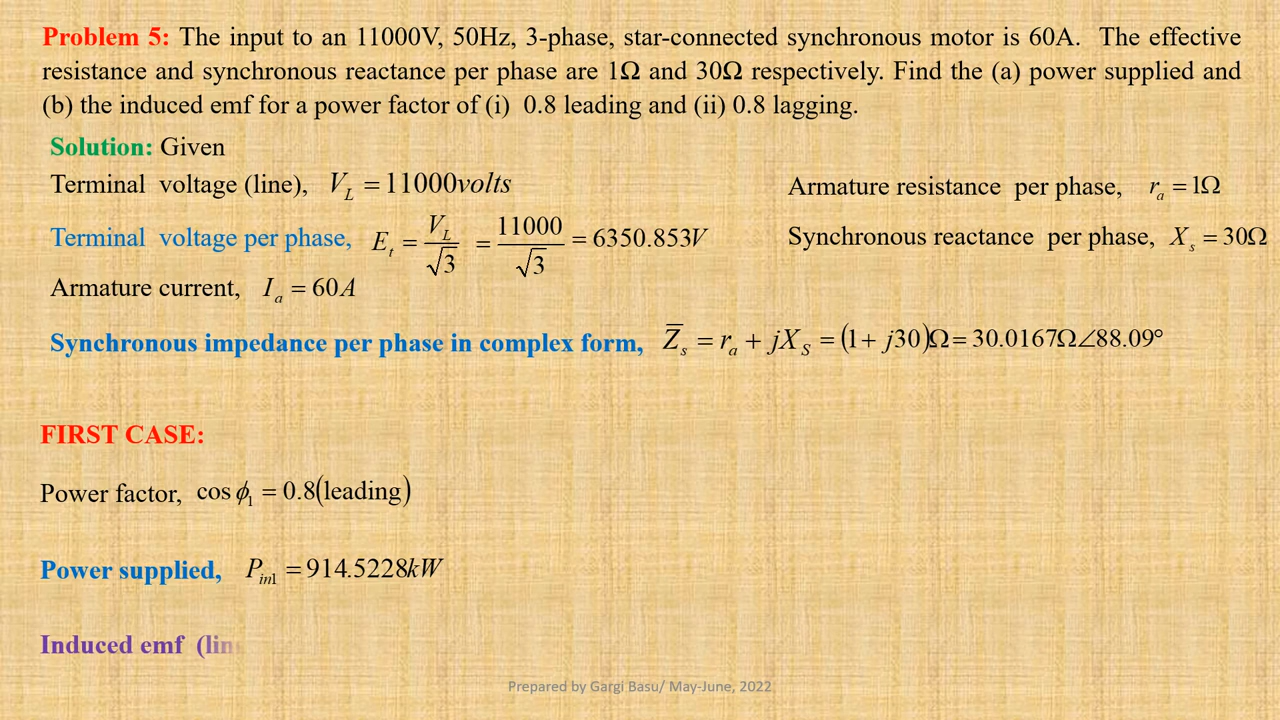 Problem 5: The input to an 11000V, 50Hz, 3-phase, star-connected synchronous motor is 60A. The effective
resistance and synchronous reactance per phase are 1Ω and 30Ω respectively. Find the (a) power supplied and
(b) the induced emf for a power factor of (i) 0.8 leading and (ii) 0.8 lagging.
Solution: Given
Terminal voltage (line), V_L = 11000volts
Armature resistance per phase, r_a = 1Ω
Terminal voltage per phase, E_t = V_L/√3 = 11000/√3 = 6350.853V
Synchronous reactance per phase, X_s = 30Ω
Armature current, I_a = 60A
Synchronous impedance per phase in complex form, Z̅_s = r_a + jX_S = (1 + j30)Ω = 30.0167Ω∠88.09°
FIRST CASE:
Power factor, cos ϕ_1 = 0.8(leading)
Power supplied, P_in1 = 914.5228kW
Induced emf (lin
Prepared by Gargi Basu/ May-June, 2022